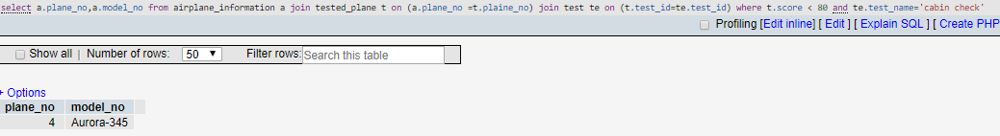 select a.plane_no,a.model_no from airplane_information a join tested_plane t on (a.plane_no =t.plaine_no) join test te on (t.test_id=te.test_id) where t.score < 80 and te.test_name='cabin check'
Profiling [Edit inline] [ Edit ] [ Explain SQL ] [ Create PHP
Show all | Number of rows: 50 Filter rows: Search this table
+ Options
plane_no model_no
4 Aurora-345